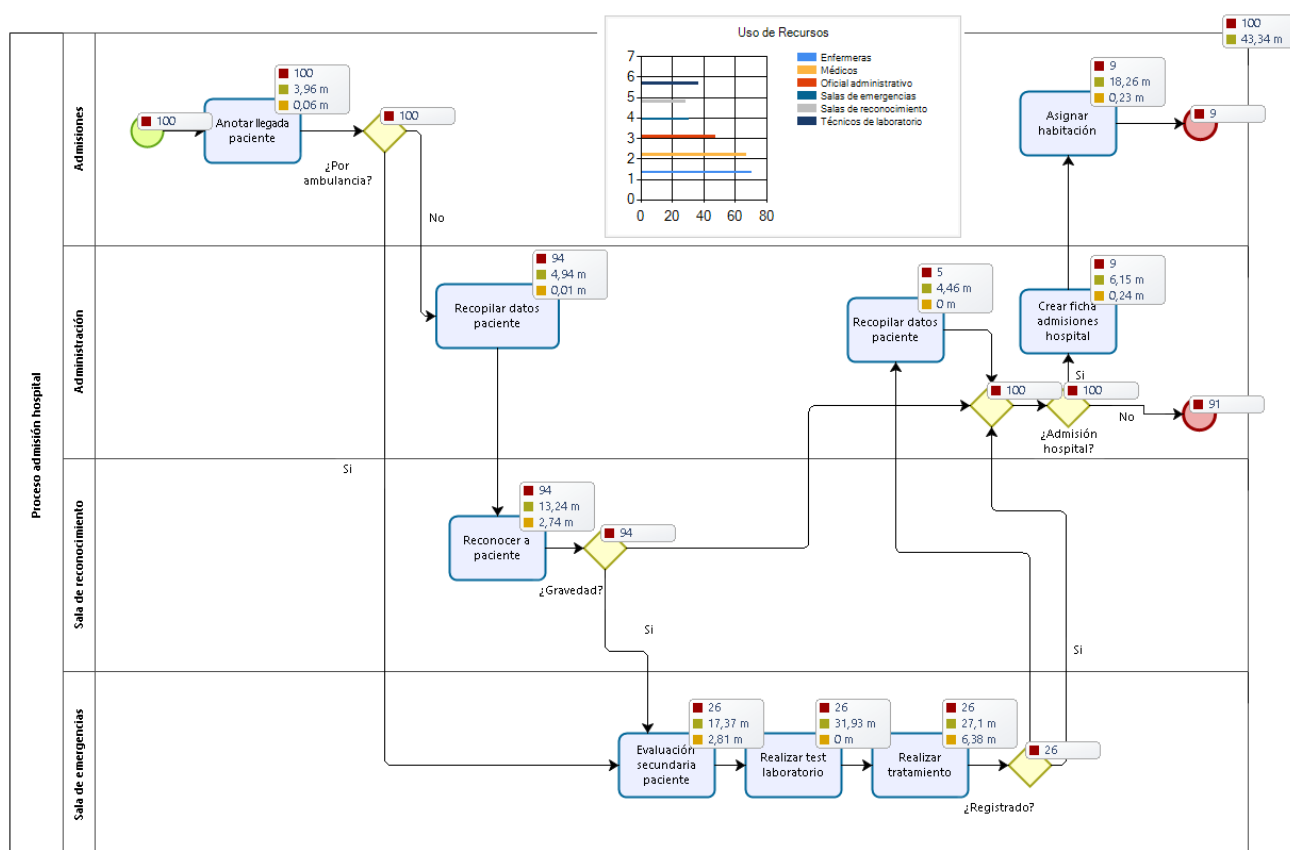 Proceso admisión hospital
Admisiones
100
Anotar llegada
paciente
100
3,96 m
0,06 m
100
¿Por
ambulancia?
No
Si
Uso de Recursos
7
6
5
4
3
2
1
0
0 20 40 60 80
Enfermeras
Médicos
Oficial administrativo
Salas de emergencias
Salas de reconocimiento
Técnicos de laboratorio
100
43,34 m
9
18,26 m
0,23 m
Asignar
habitación
9
Administración
94
4,94 m
0,01 m
Recopilar datos
paciente
5
4,46 m
0 m
Recopilar datos
paciente
9
6,15 m
0,24 m
Crear ficha
admisiones
hospital
Si
100
100
¿Admisión
hospital?
No
91
Sala de reconocimiento
94
13,24 m
2,74 m
Reconocer a
paciente
94
¿Gravedad?
Si
Si
Sala de emergencias
26
17,37 m
2,81 m
Evaluación
secundaria
paciente
26
31,93 m
0 m
Realizar test
laboratorio
26
27,1 m
6,38 m
Realizar
tratamiento
26
¿Registrado?